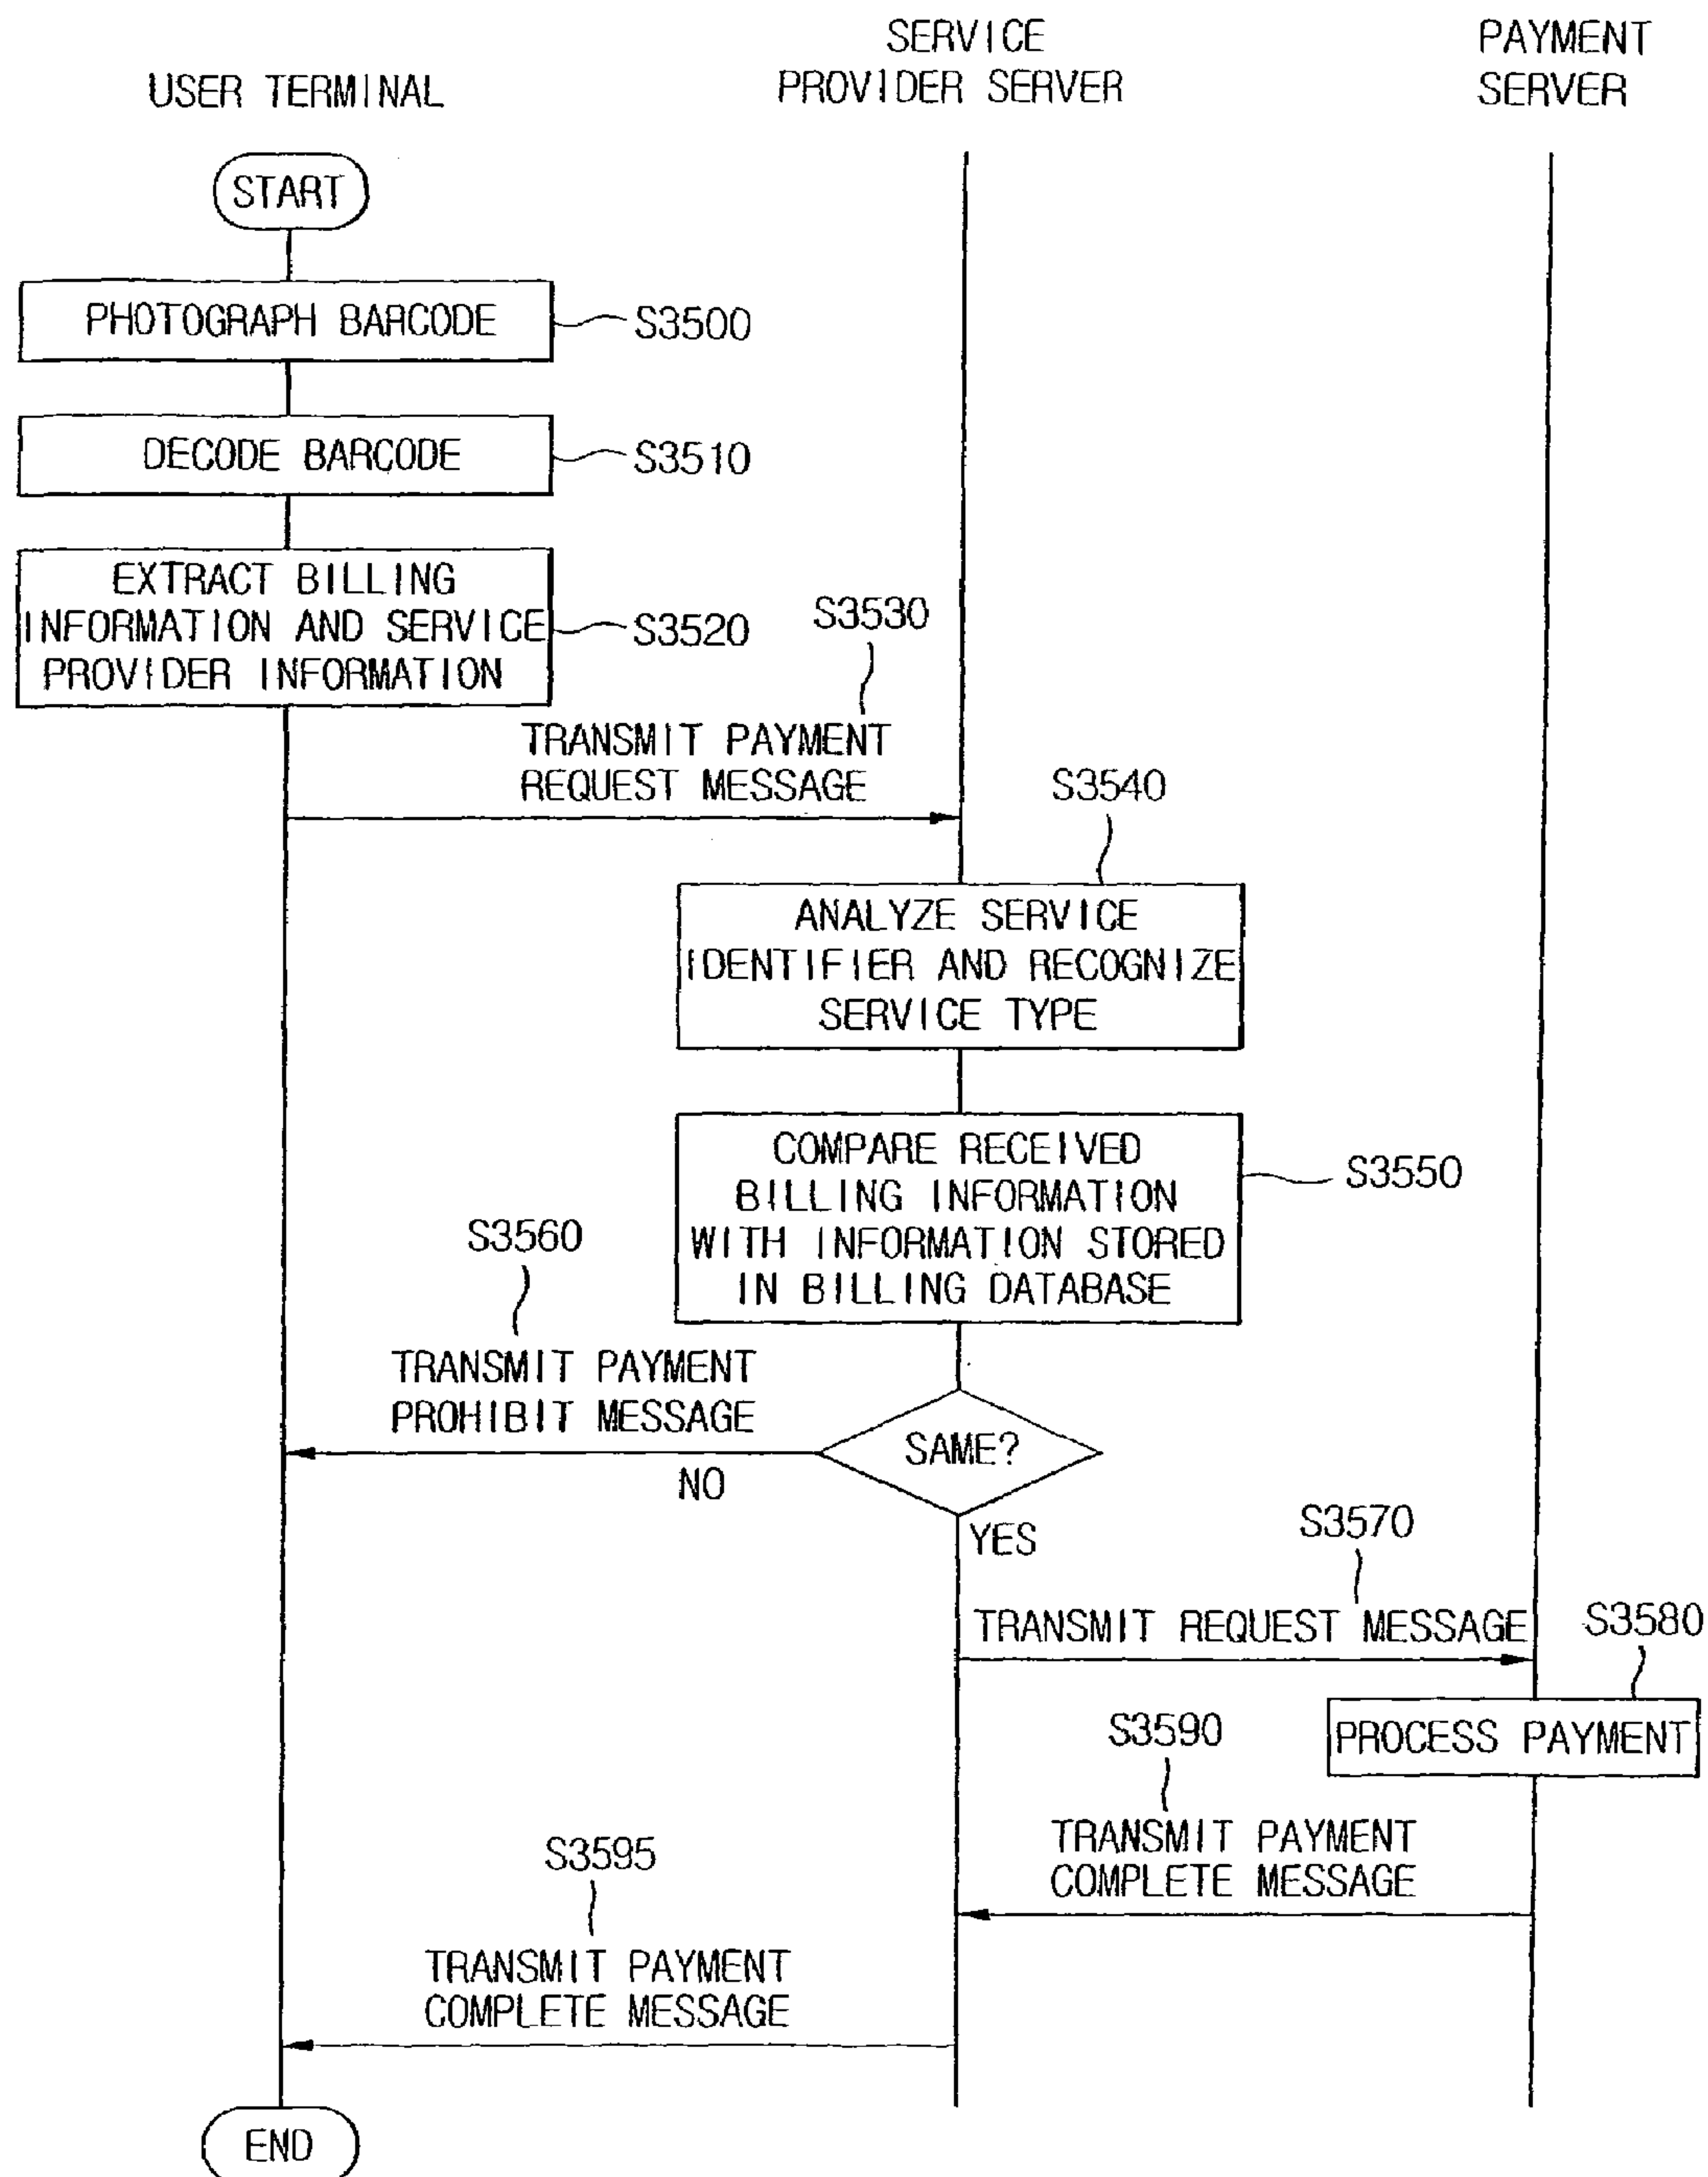 USER TERMINAL
SERVICE
PROVIDER SERVER
PAYMENT
SERVER
START
PHOTOGRAPH BARCODE
S3500
DECODE BARCODE
S3510
EXTRACT BILLING
INFORMATION AND SERVICE
PROVIDER INFORMATION
S3520
S3530
TRANSMIT PAYMENT
REQUEST MESSAGE
S3540
ANALYZE SERVICE
IDENTIFIER AND RECOGNIZE
SERVICE TYPE
COMPARE RECEIVED
BILLING INFORMATION
WITH INFORMATION STORED
IN BILLING DATABASE
S3550
S3560
TRANSMIT PAYMENT
PROHIBIT MESSAGE
SAME?
NO
YES
S3570
TRANSMIT REQUEST MESSAGE
S3580
PROCESS PAYMENT
S3590
TRANSMIT PAYMENT
COMPLETE MESSAGE
S3595
TRANSMIT PAYMENT
COMPLETE MESSAGE
END